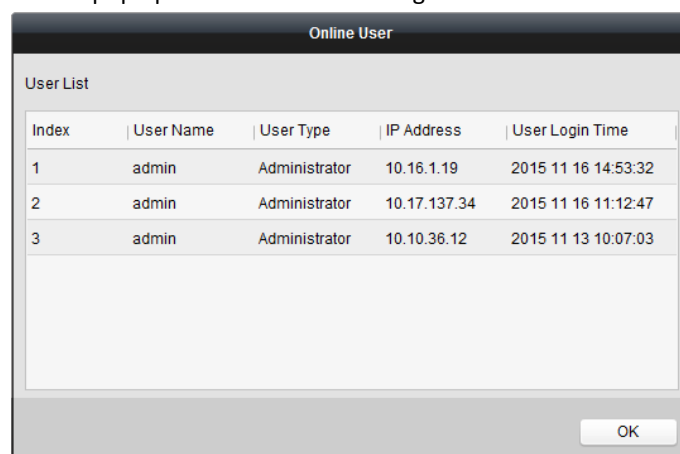 Online User
User List
Index User Name User Type IP Address User Login Time
1 admin Administrator 10.16.1.19 2015 11 16 14:53:32
2 admin Administrator 10.17.137.34 2015 11 16 11:12:47
3 admin Administrator 10.10.36.12 2015 11 13 10:07:03
OK